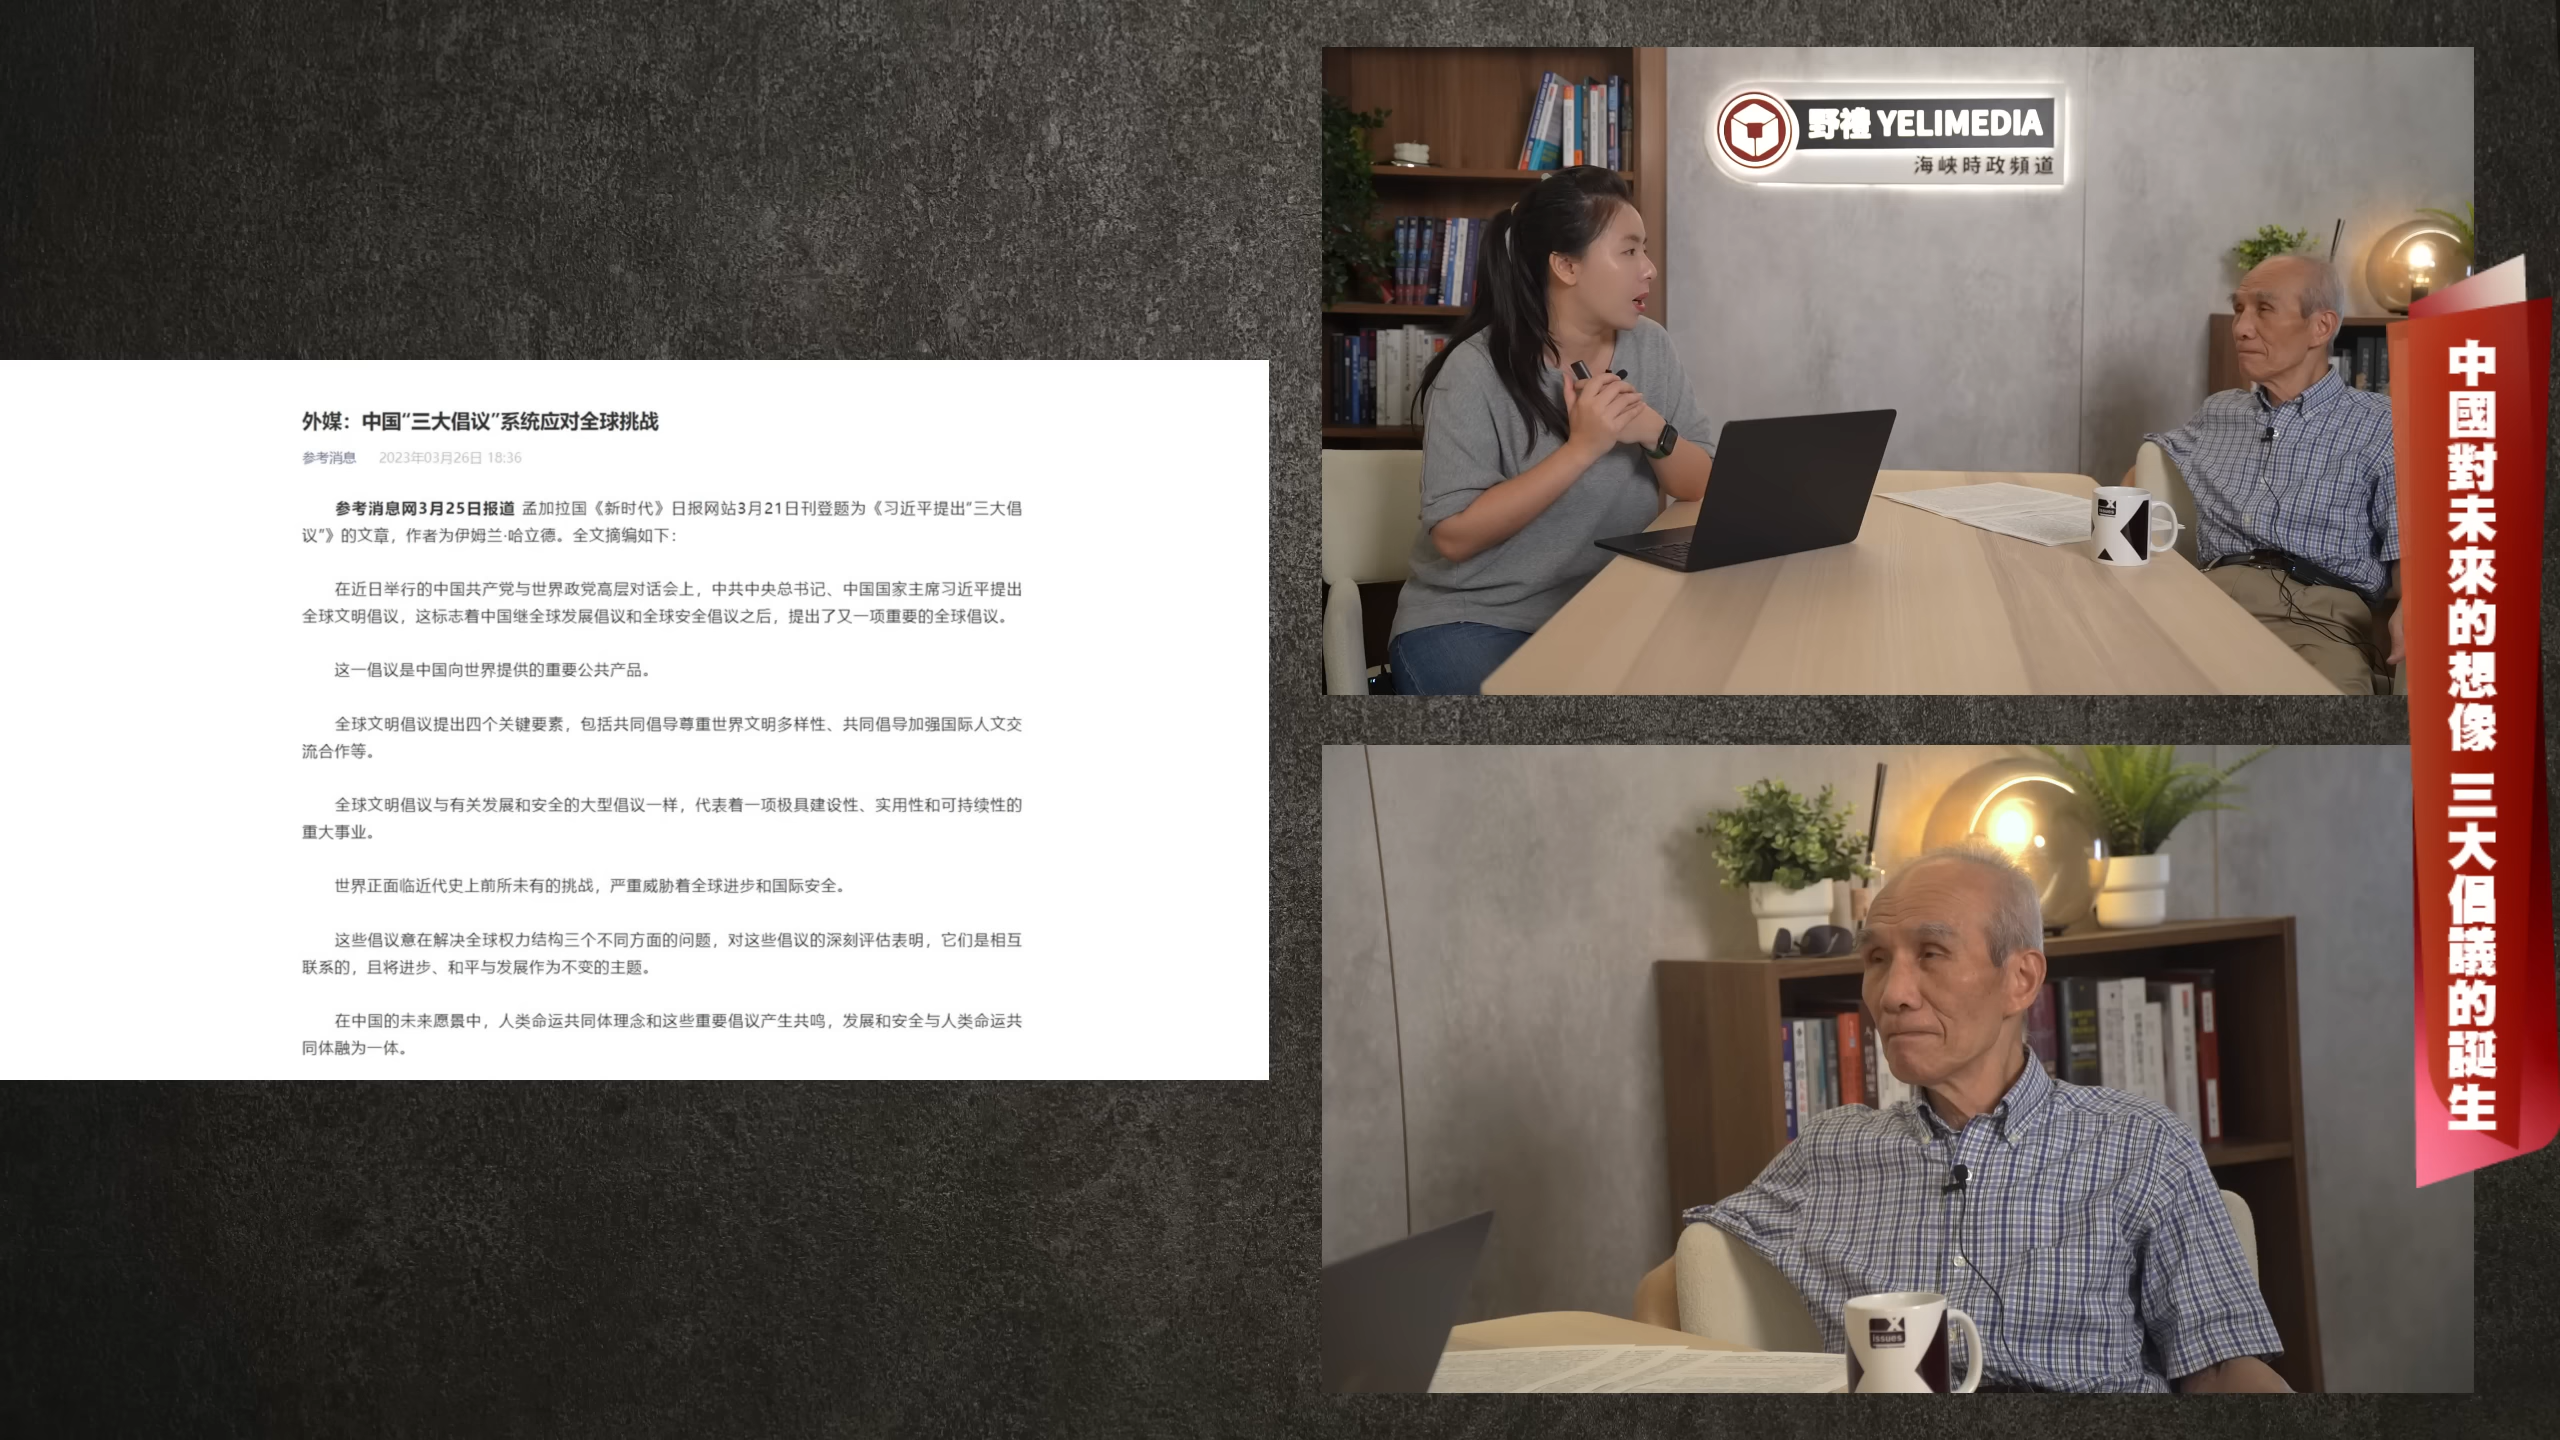 外媒：中国“三大倡议”系统应对全球挑战
参考消息 2023年03月26日 18:36
参考消息网3月25日报道 孟加拉国《新时代》日报网站3月21日刊登题为《习近平提出“三大倡
议”》的文章，作者为伊姆兰·哈立德。全文摘编如下：
在近日举行的中国共产党与世界政党高层对话会上，中共中央总书记、中国国家主席习近平提出
全球文明倡议，这标志着中国继全球发展倡议和全球安全倡议之后，提出了又一项重要的全球倡议。
这一倡议是中国向世界提供的重要公共产品。
全球文明倡议提出四个关键要素，包括共同倡导尊重世界文明多样性、共同倡导加强国际人文交
流合作等。
全球文明倡议与有关发展和安全的大型倡议一样，代表着一项极具建设性、实用性和可持续性的
重大事业。
世界正面临近代史上前所未有的挑战，严重威胁着全球进步和国际安全。
这些倡议意在解决全球权力结构三个不同方面的问题，对这些倡议的深刻评估表明，它们是相互
联系的，且将进步、和平与发展作为不变的主题。
在中国的未来愿景中，人类命运共同体理念和这些重要倡议产生共鸣，发展和安全与人类命运共
同体融为一体。
野禮 YELIMEDIA
海峽時政頻道
中國對未來的想像 三大倡議的誕生
issues